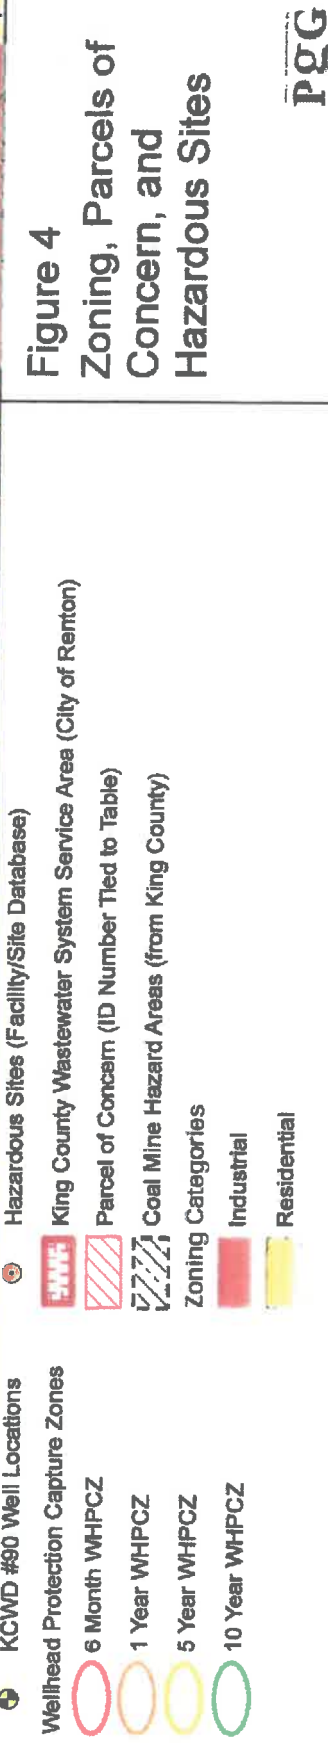 KCWD #90 Well Locations
Wellhead Protection Capture Zones
6 Month WHPCZ
1 Year WHPCZ
5 Year WHPCZ
10 Year WHPCZ
Hazardous Sites (Facility/Site Database)
King County Wastewater System Service Area (City of Renton)
Parcel of Concern (ID Number Tied to Table)
Coal Mine Hazard Areas (from King County)
Zoning Categories
Industrial
Residential
Figure 4
Zoning, Parcels of
Concern, and
Hazardous Sites
PgG